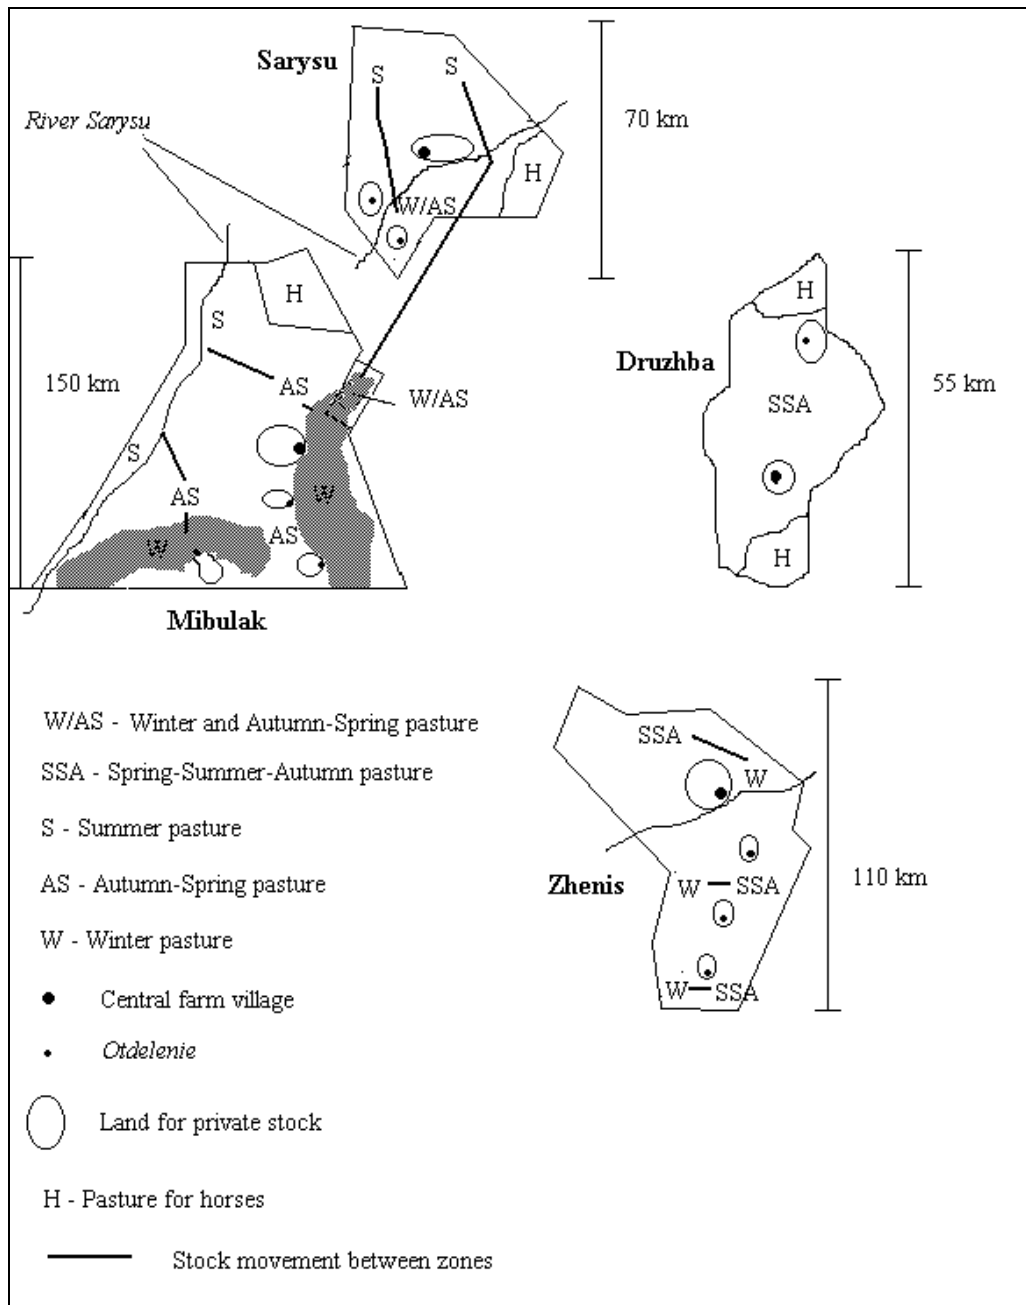 Sarysu
S
S
70 km
River Sarysu
H
W/AS
H
S
H
Druzhba
150 km
AS
W/AS
55 km
SSA
S
AS
W
AS
W
H
Mibulak
W/AS - Winter and Autumn-Spring pasture
SSA - Spring-Summer-Autumn pasture
S - Summer pasture
AS - Autumn-Spring pasture
W - Winter pasture
Central farm village
Otdelenie
Land for private stock
H - Pasture for horses
Stock movement between zones
SSA
W
Zhenis
W
SSA
110 km
W
SSA